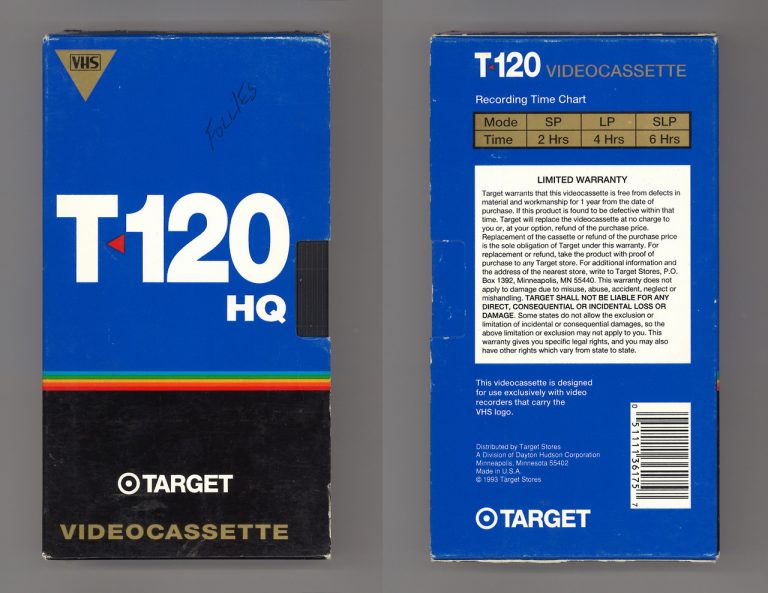 VHS
FOLLIES
T-120
HQ
TARGET
VIDEOCASSETTE
T-120 VIDEOCASSETTE
Recording Time Chart
Mode SP LP SLP
Time 2 Hrs 4 Hrs 6 Hrs
LIMITED WARRANTY
Target warrants that this videocassette is free from defects in
material and workmanship for 1 year from the date of
purchase. If this product is found to be defective within that
time. Target will replace the videocassette at no charge to
you or, at your option, refund of the purchase price.
Replacement of the cassette or refund of the purchase price
is the sole obligation of Target under this warranty. For
replacement or refund, take the product with proof of
purchase to any Target store. For additional information and
the address of the nearest store, write to Target Stores, P.O.
Box 1392, Minneapolis, MN 55440. This warranty does not
apply to damage due to misuse, abuse, accident, neglect or
mishandling. TARGET SHALL NOT BE LIABLE FOR ANY
DIRECT, CONSEQUENTIAL OR INCIDENTAL LOSS OR
DAMAGE. Some states do not allow the exclusion or
limitation of incidental or consequential damages, so the
above limitation or exclusion may not apply to you. This
warranty gives you specific legal rights, and you may also
have other rights which vary from state to state.
This videocassette is designed
for use exclusively with video
recorders that carry the
VHS logo.
Distributed by Target Stores
A Division of Dayton Hudson Corporation
Minneapolis, Minnesota 55402
Made in U.S.A.
© 1993 Target Stores
0 51111 36175 7
TARGET